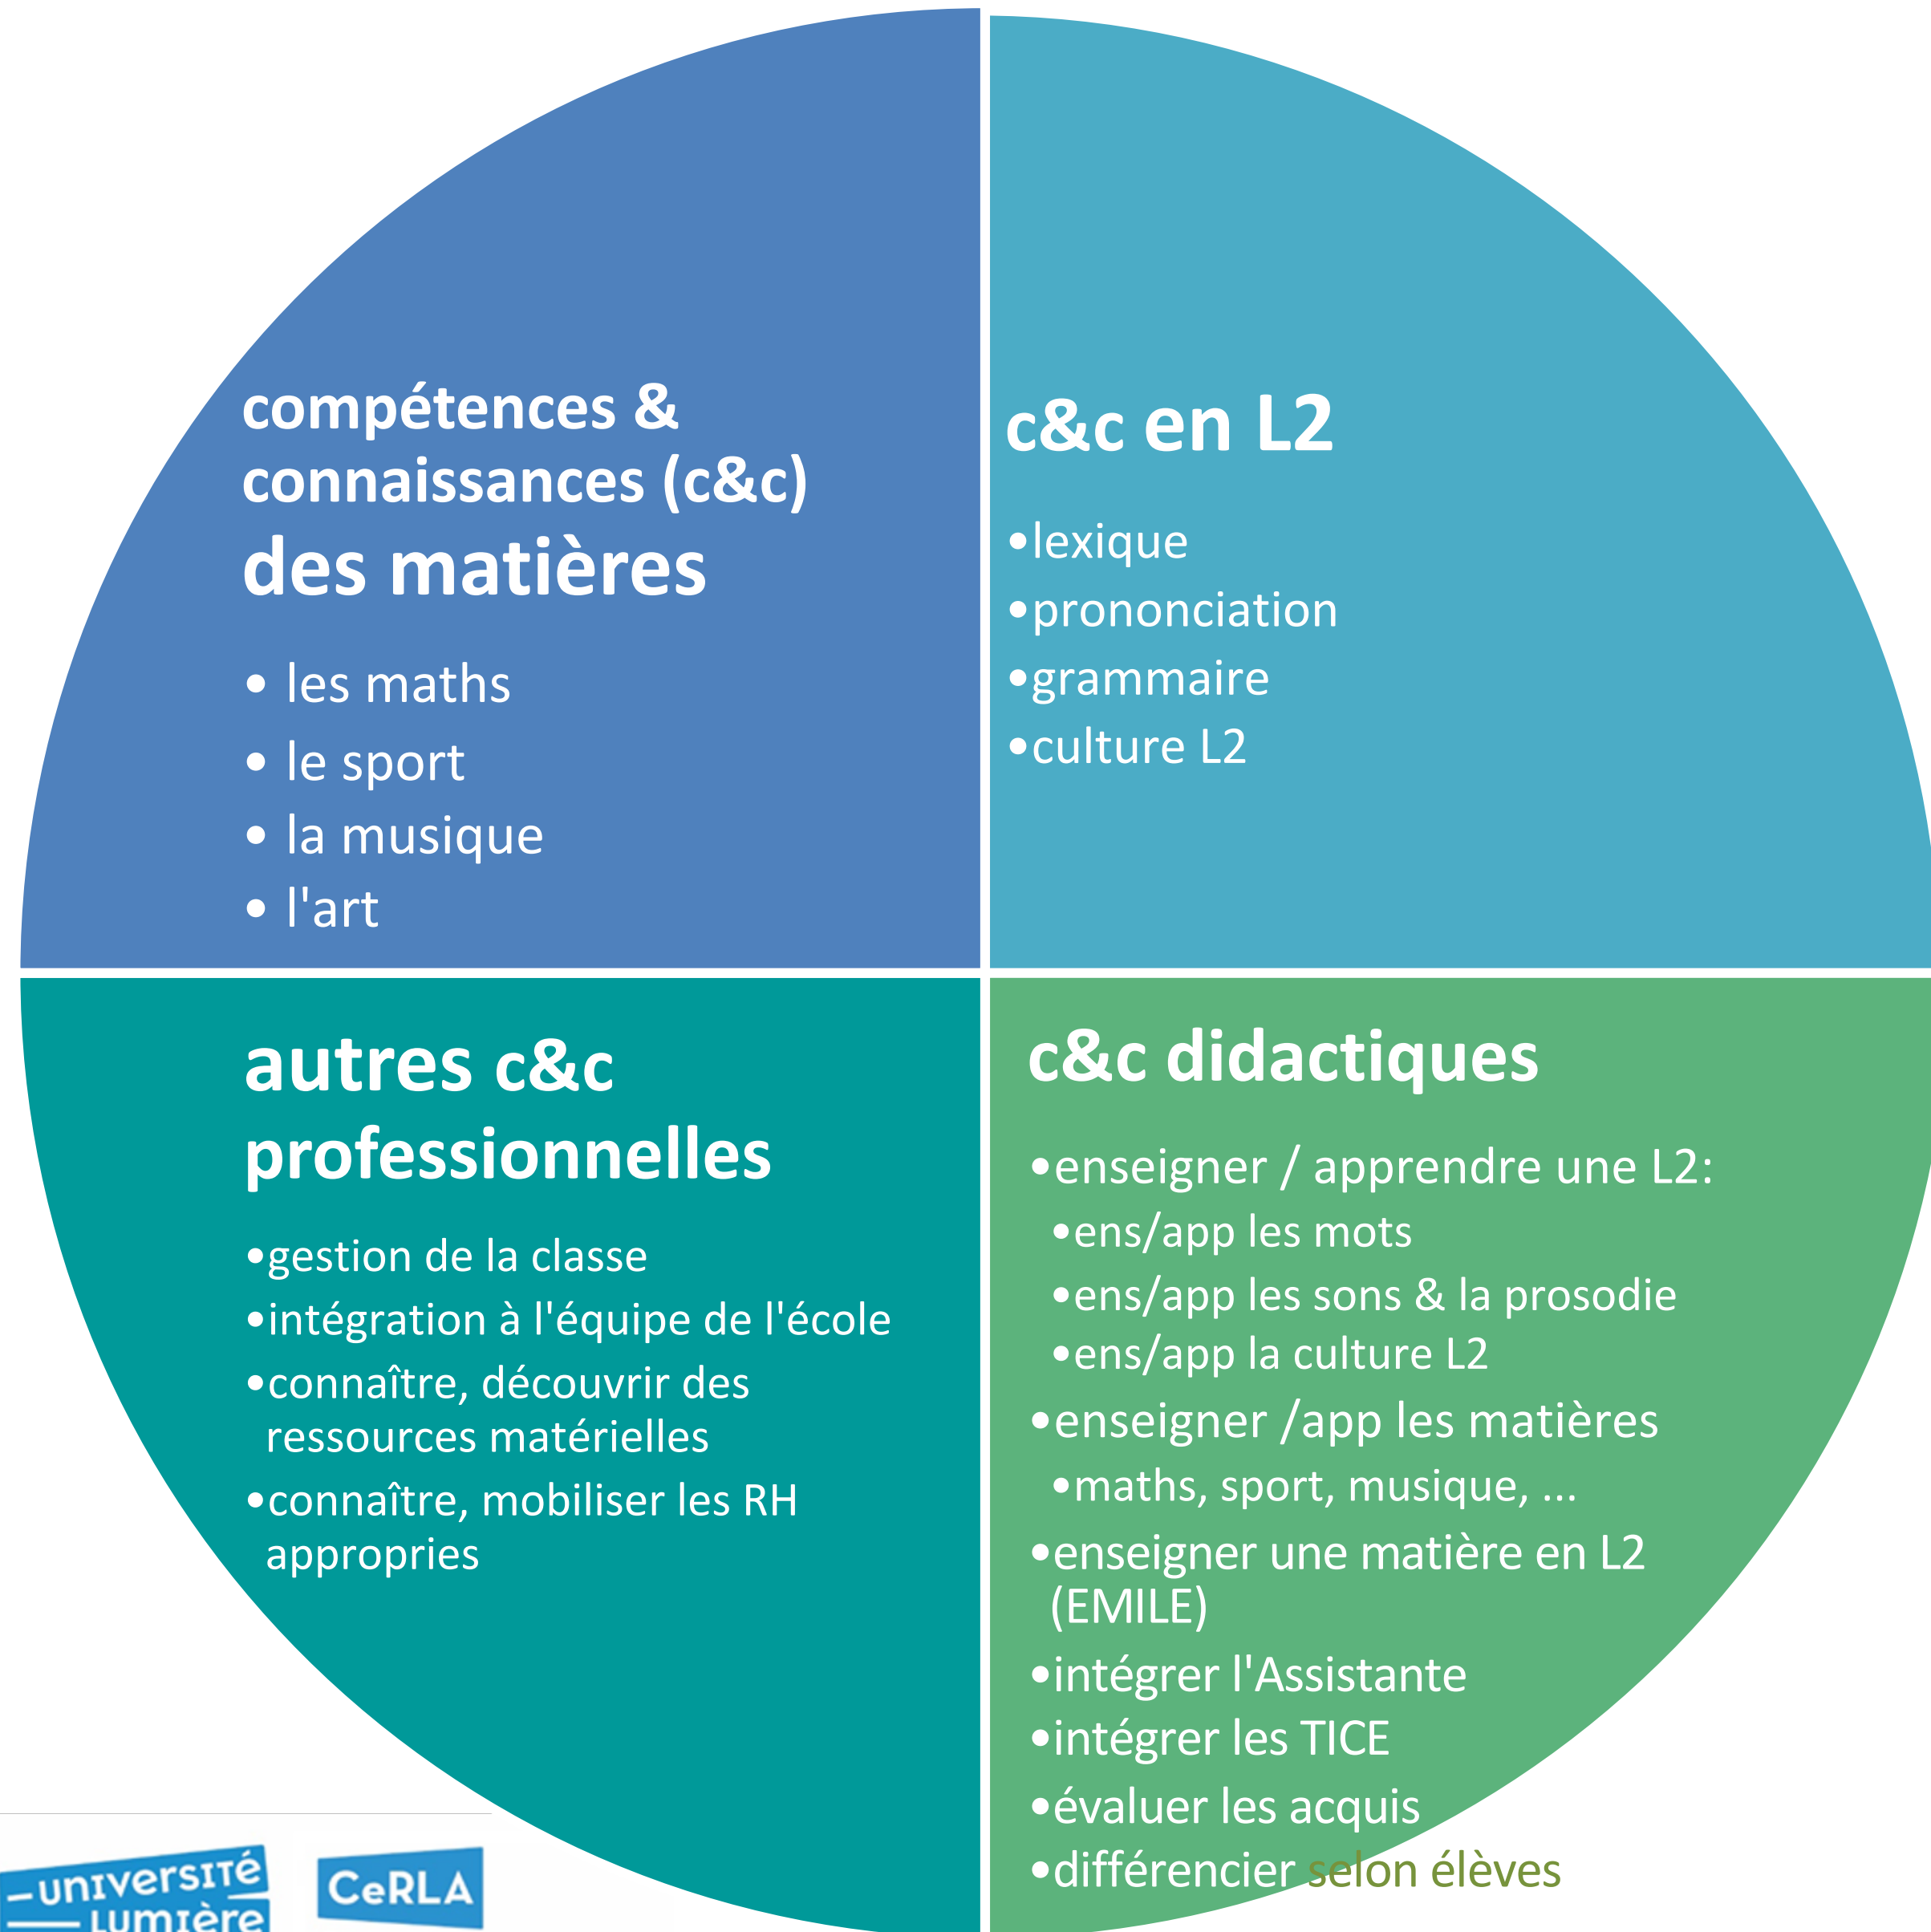 compétences &
connaissances (c&c)
des matières
• les maths
• le sport
• la musique
• l'art
c&c en L2
•lexique
•prononciation
•grammaire
•culture L2
autres c&c
professionnelles
•gestion de la classe
•intégration à l'équipe de l'école
•connaître, découvrir des
ressources matérielles
•connaître, mobiliser les RH
appropries
c&c didactiques
•enseigner / apprendre une L2:
•ens/app les mots
•ens/app les sons & la prosodie
•ens/app la culture L2
•enseigner /app les matières
•maths, sport, musique, ...
•enseigner une matière en L2
(EMILE)
•intégrer l'Assistante
•intégrer les TICE
•évaluer les acquis
•différencier selon élèves
université
Lumière
CeRLA